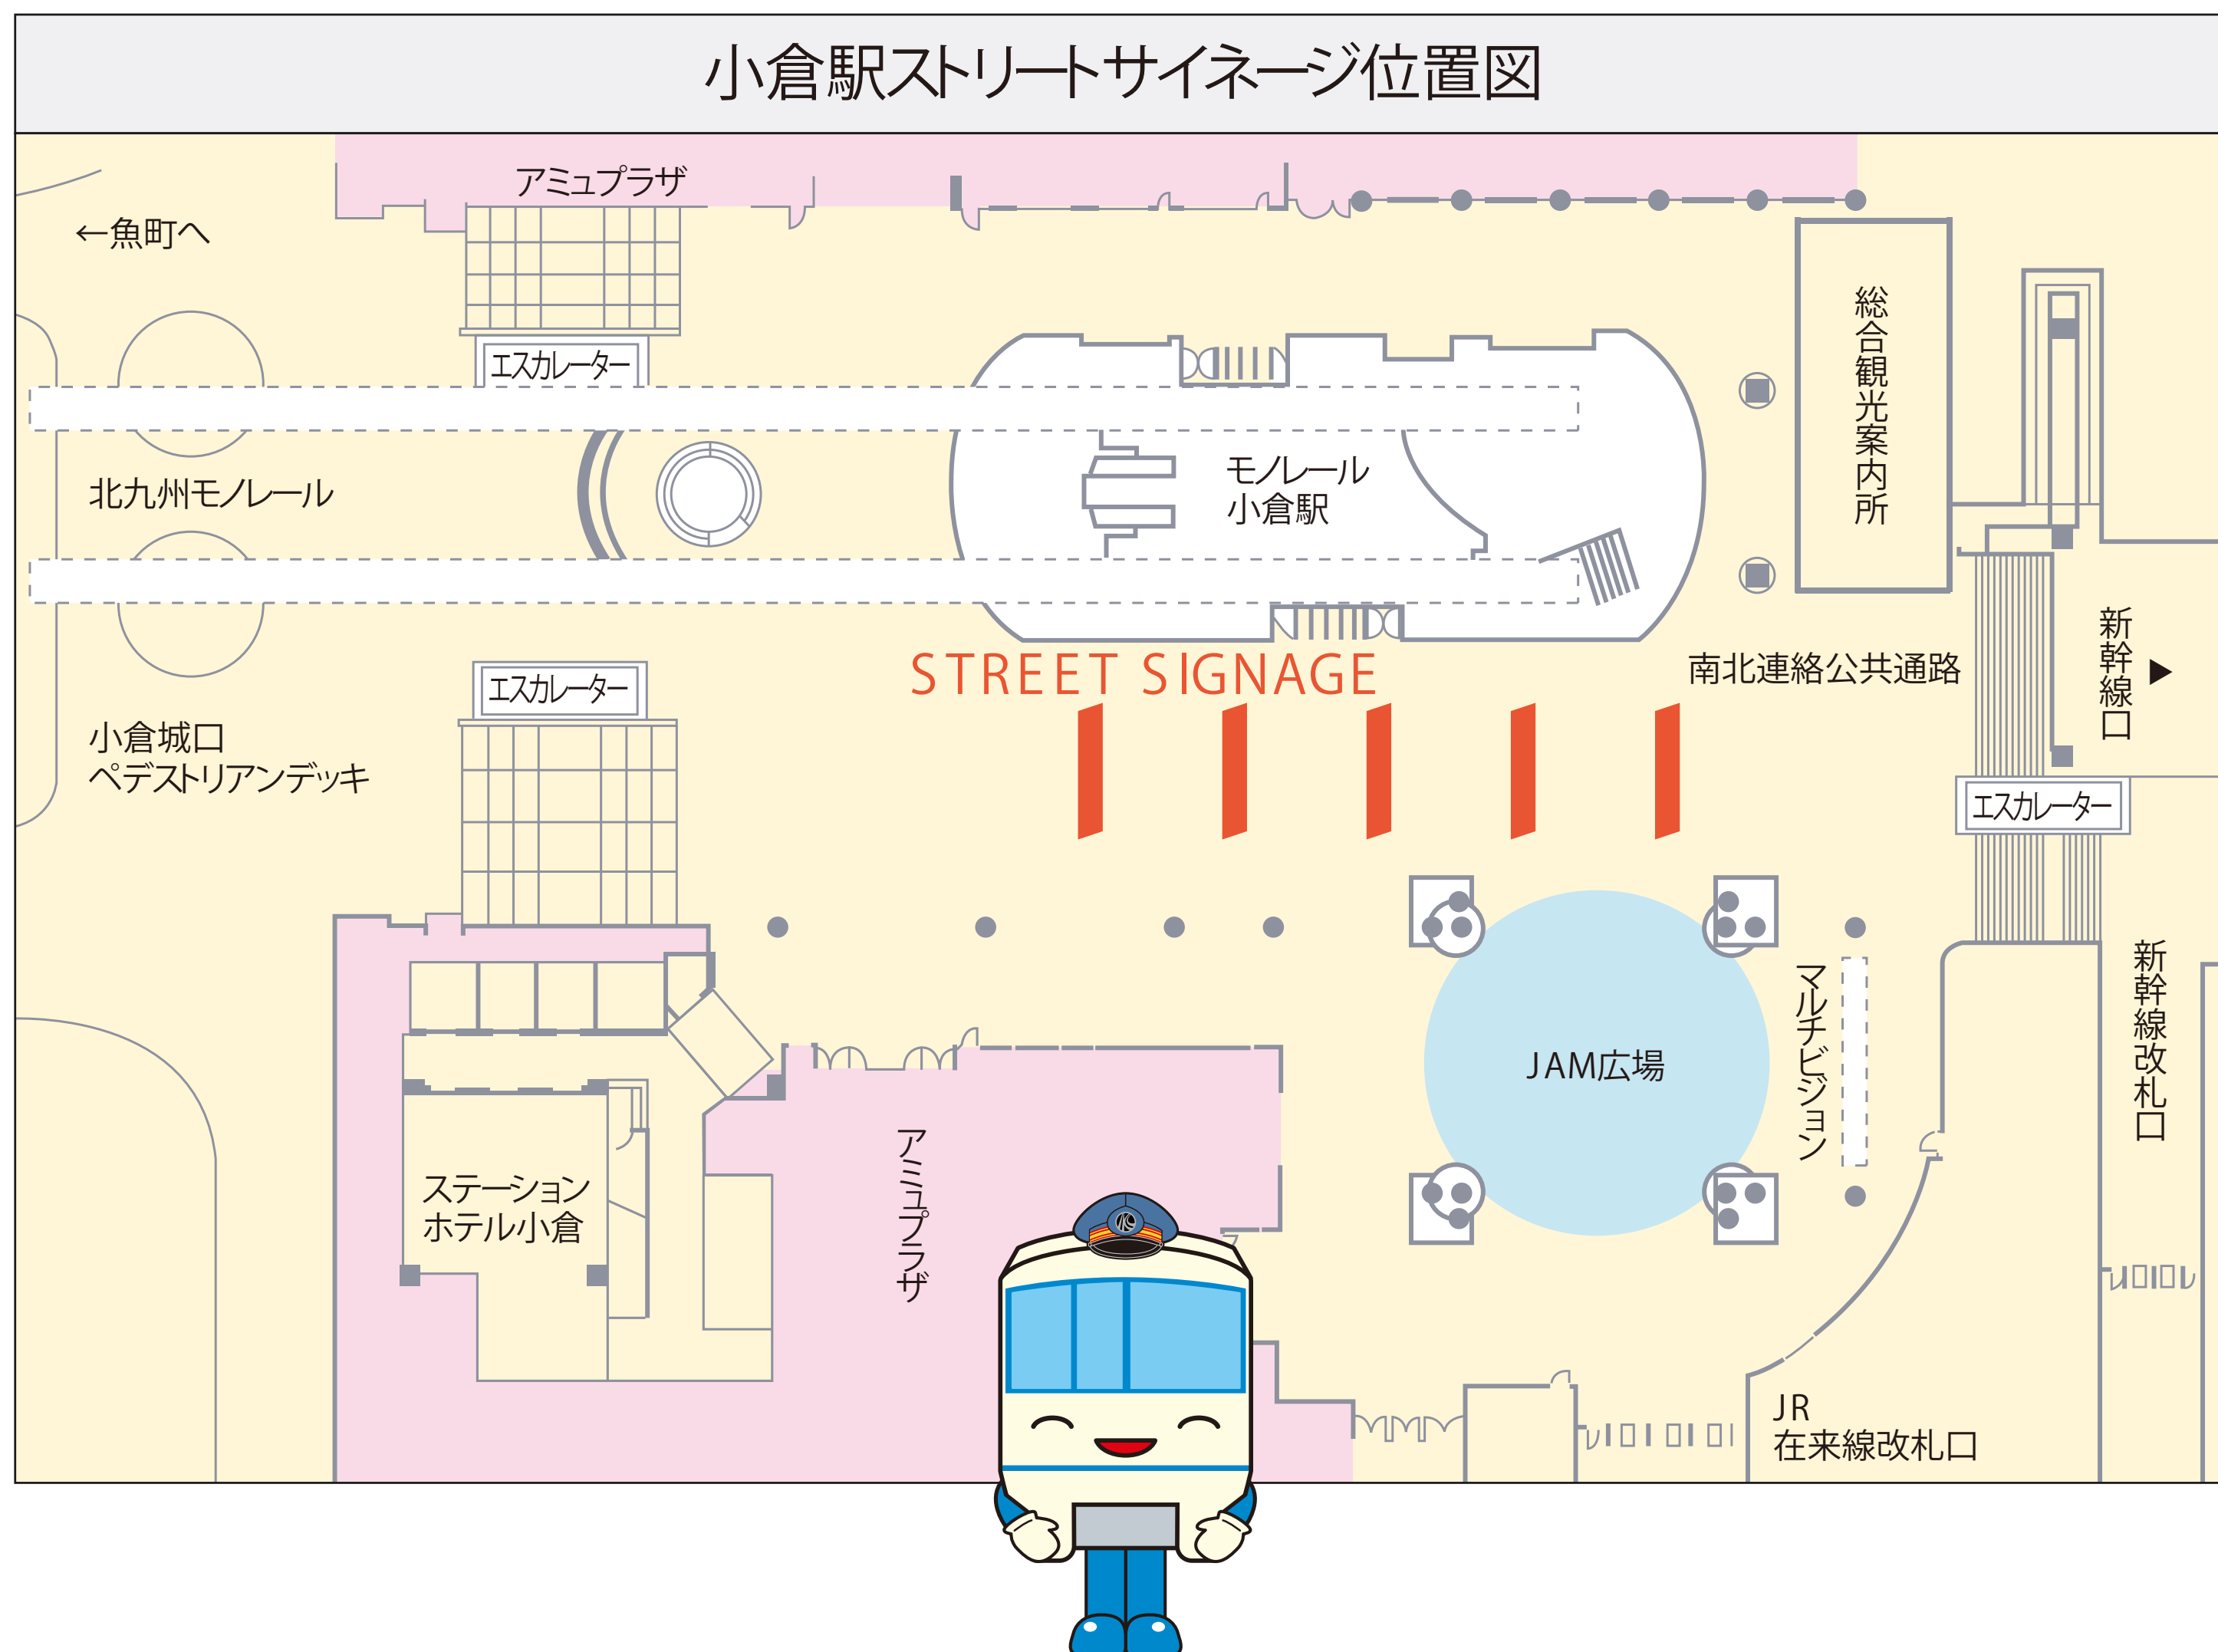 小倉駅ストリートサイネージ位置図
アミュプラザ
←魚町へ
エスカレーター
総合観光案内所
北九州モノレール
モノレール
小倉駅
新幹線口▶
南北連絡公共通路
STREET SIGNAGE
エスカレーター
小倉城口
ペデストリアンデッキ
エスカレーター
新幹線改札口
マルチビジョン
JAM広場
アミュプラザ
ステーション
ホテル小倉
JR
在来線改札口